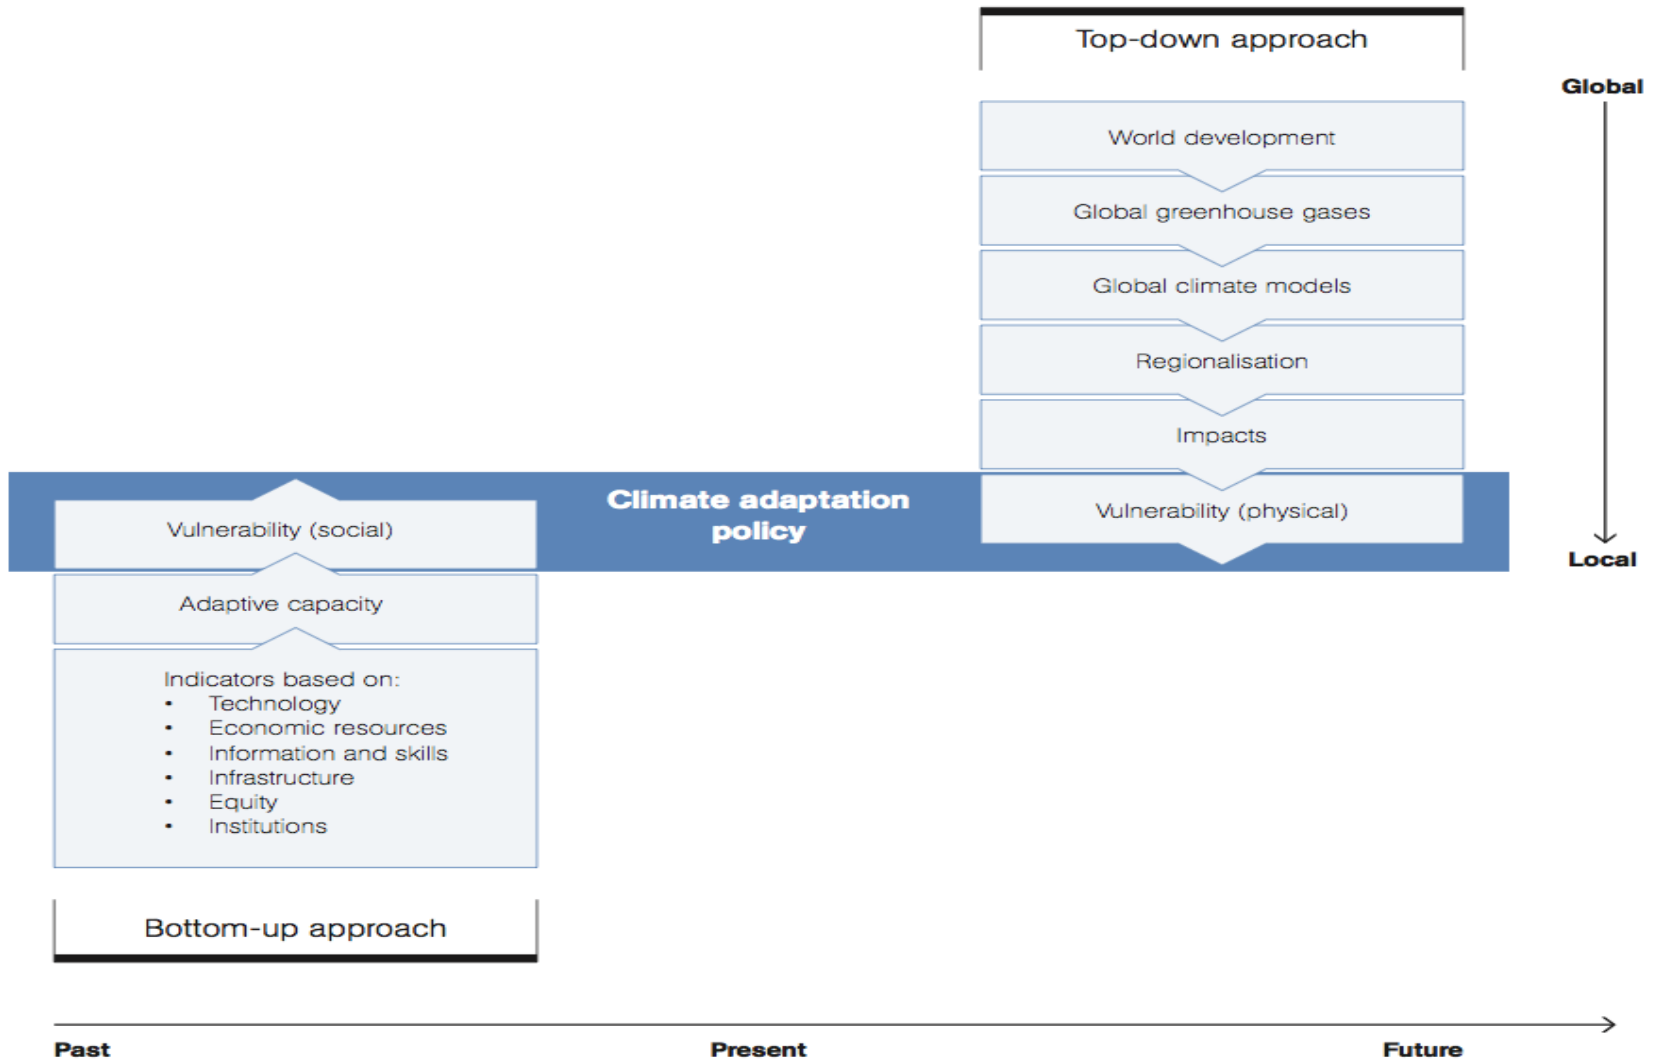 Top-down approach
Global
World development
Global greenhouse gases
Global climate models
Regionalisation
Impacts
Vulnerability (physical)
Local
Climate adaptation
policy
Vulnerability (social)
Adaptive capacity
Indicators based on:
• Technology
• Economic resources
• Information and skills
• Infrastructure
• Equity
• Institutions
Bottom-up approach
Past
Present
Future